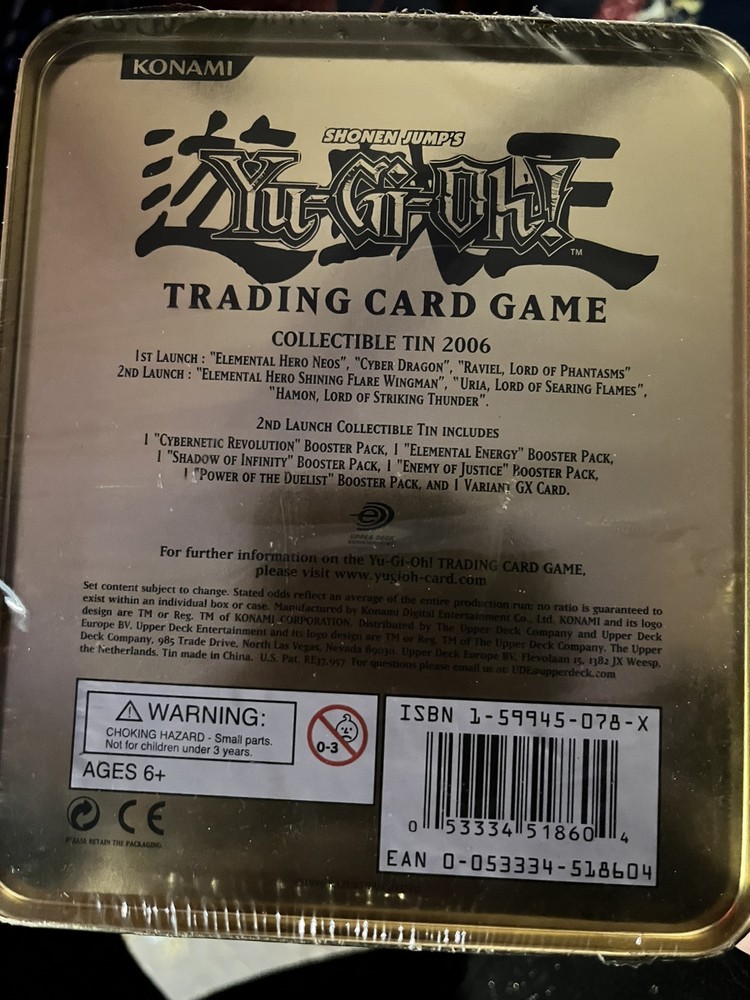 KONAMI
SHONEN JUMP'S
遊戯王
YU-GI-OH!
TM
TRADING CARD GAME
COLLECTIBLE TIN 2006
1ST LAUNCH : "ELEMENTAL HERO NEOS", "CYBER DRAGON", "RAVIEL, LORD OF PHANTASMS"
2ND LAUNCH : "ELEMENTAL HERO SHINING FLARE WINGMAN", "URIA, LORD OF SEARING FLAMES",
"HAMON, LORD OF STRIKING THUNDER".
2ND LAUNCH COLLECTIBLE TIN INCLUDES
1 "CYBERNETIC REVOLUTION" BOOSTER PACK, 1 "ELEMENTAL ENERGY" BOOSTER PACK,
1 "SHADOW OF INFINITY" BOOSTER PACK, 1 "ENEMY OF JUSTICE" BOOSTER PACK,
1 "POWER OF THE DUELIST" BOOSTER PACK, AND 1 VARIANT GX CARD.
UPPER DECK
For further information on the Yu-Gi-Oh! TRADING CARD GAME,
please visit www.yugioh-card.com
Set content subject to change. Stated odds reflect an average of the entire production run; no ratio is guaranteed to
exist within an individual box or case. Manufactured by Konami Digital Entertainment Co., Ltd. KONAMI and its logo
design are TM or Reg. TM of KONAMI CORPORATION. Distributed by The Upper Deck Company and Upper Deck
Europe BV. Upper Deck Entertainment and its logo design are TM or Reg. TM of The Upper Deck Company. The Upper
Deck Company, 985 Trade Drive, North Las Vegas, Nevada 89030. Upper Deck Europe BV, Flevolaan 15, 1382 JX Weesp,
the Netherlands. Tin made in China. U.S. Pat. RE37,957 For questions please email us at: UDE@upperdeck.com
WARNING:
CHOKING HAZARD - Small parts.
Not for children under 3 years.
0-3
AGES 6+
CE
PLEASE RETAIN THE PACKAGING
ISBN 1-59945-078-X
0 53334 51860 4
EAN 0-053334-518604